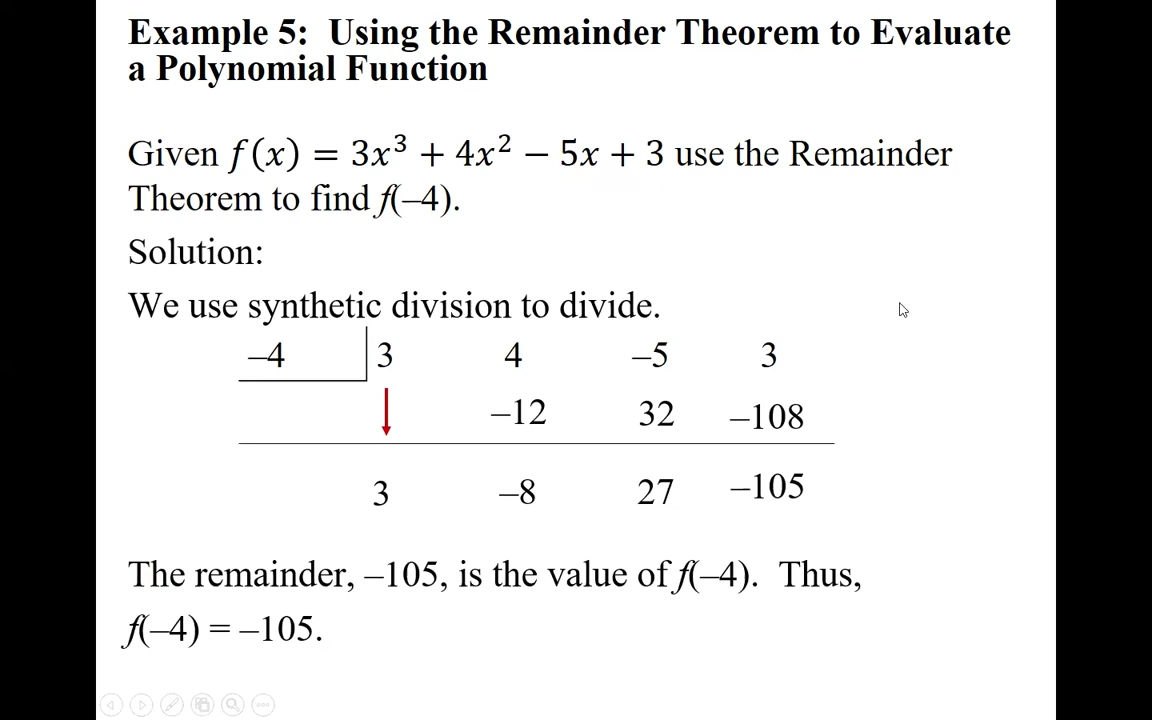 Example 5:  Using the Remainder Theorem to Evaluate
a Polynomial Function
Given f(x) = 3x³ + 4x² − 5x + 3 use the Remainder
Theorem to find f(–4).
Solution:
We use synthetic division to divide.
–4 3 4 –5 3
–12 32 –108
3 –8 27 –105
The remainder, –105, is the value of f(–4).  Thus,
f(–4) = –105.